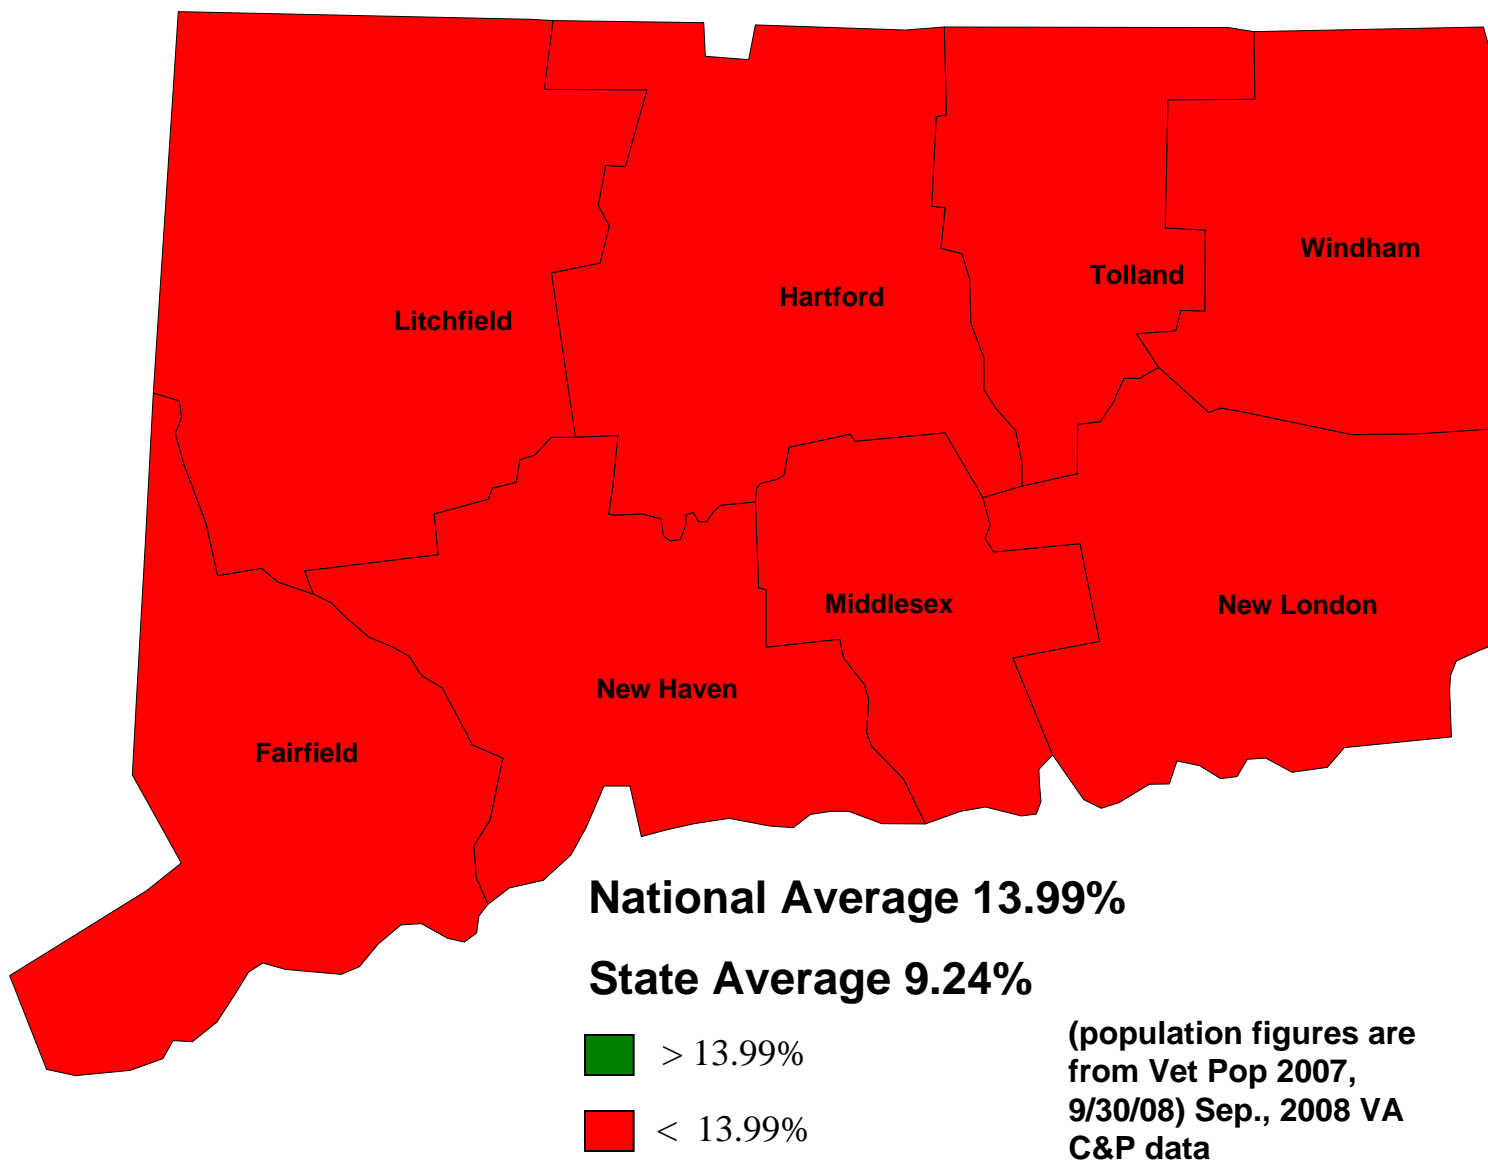 Windham
Tolland
Hartford
Litchfield
Middlesex
New London
New Haven
Fairfield
National Average 13.99%
State Average 9.24%
> 13.99%
< 13.99%
(population figures are
from Vet Pop 2007,
9/30/08) Sep., 2008 VA
C&P data